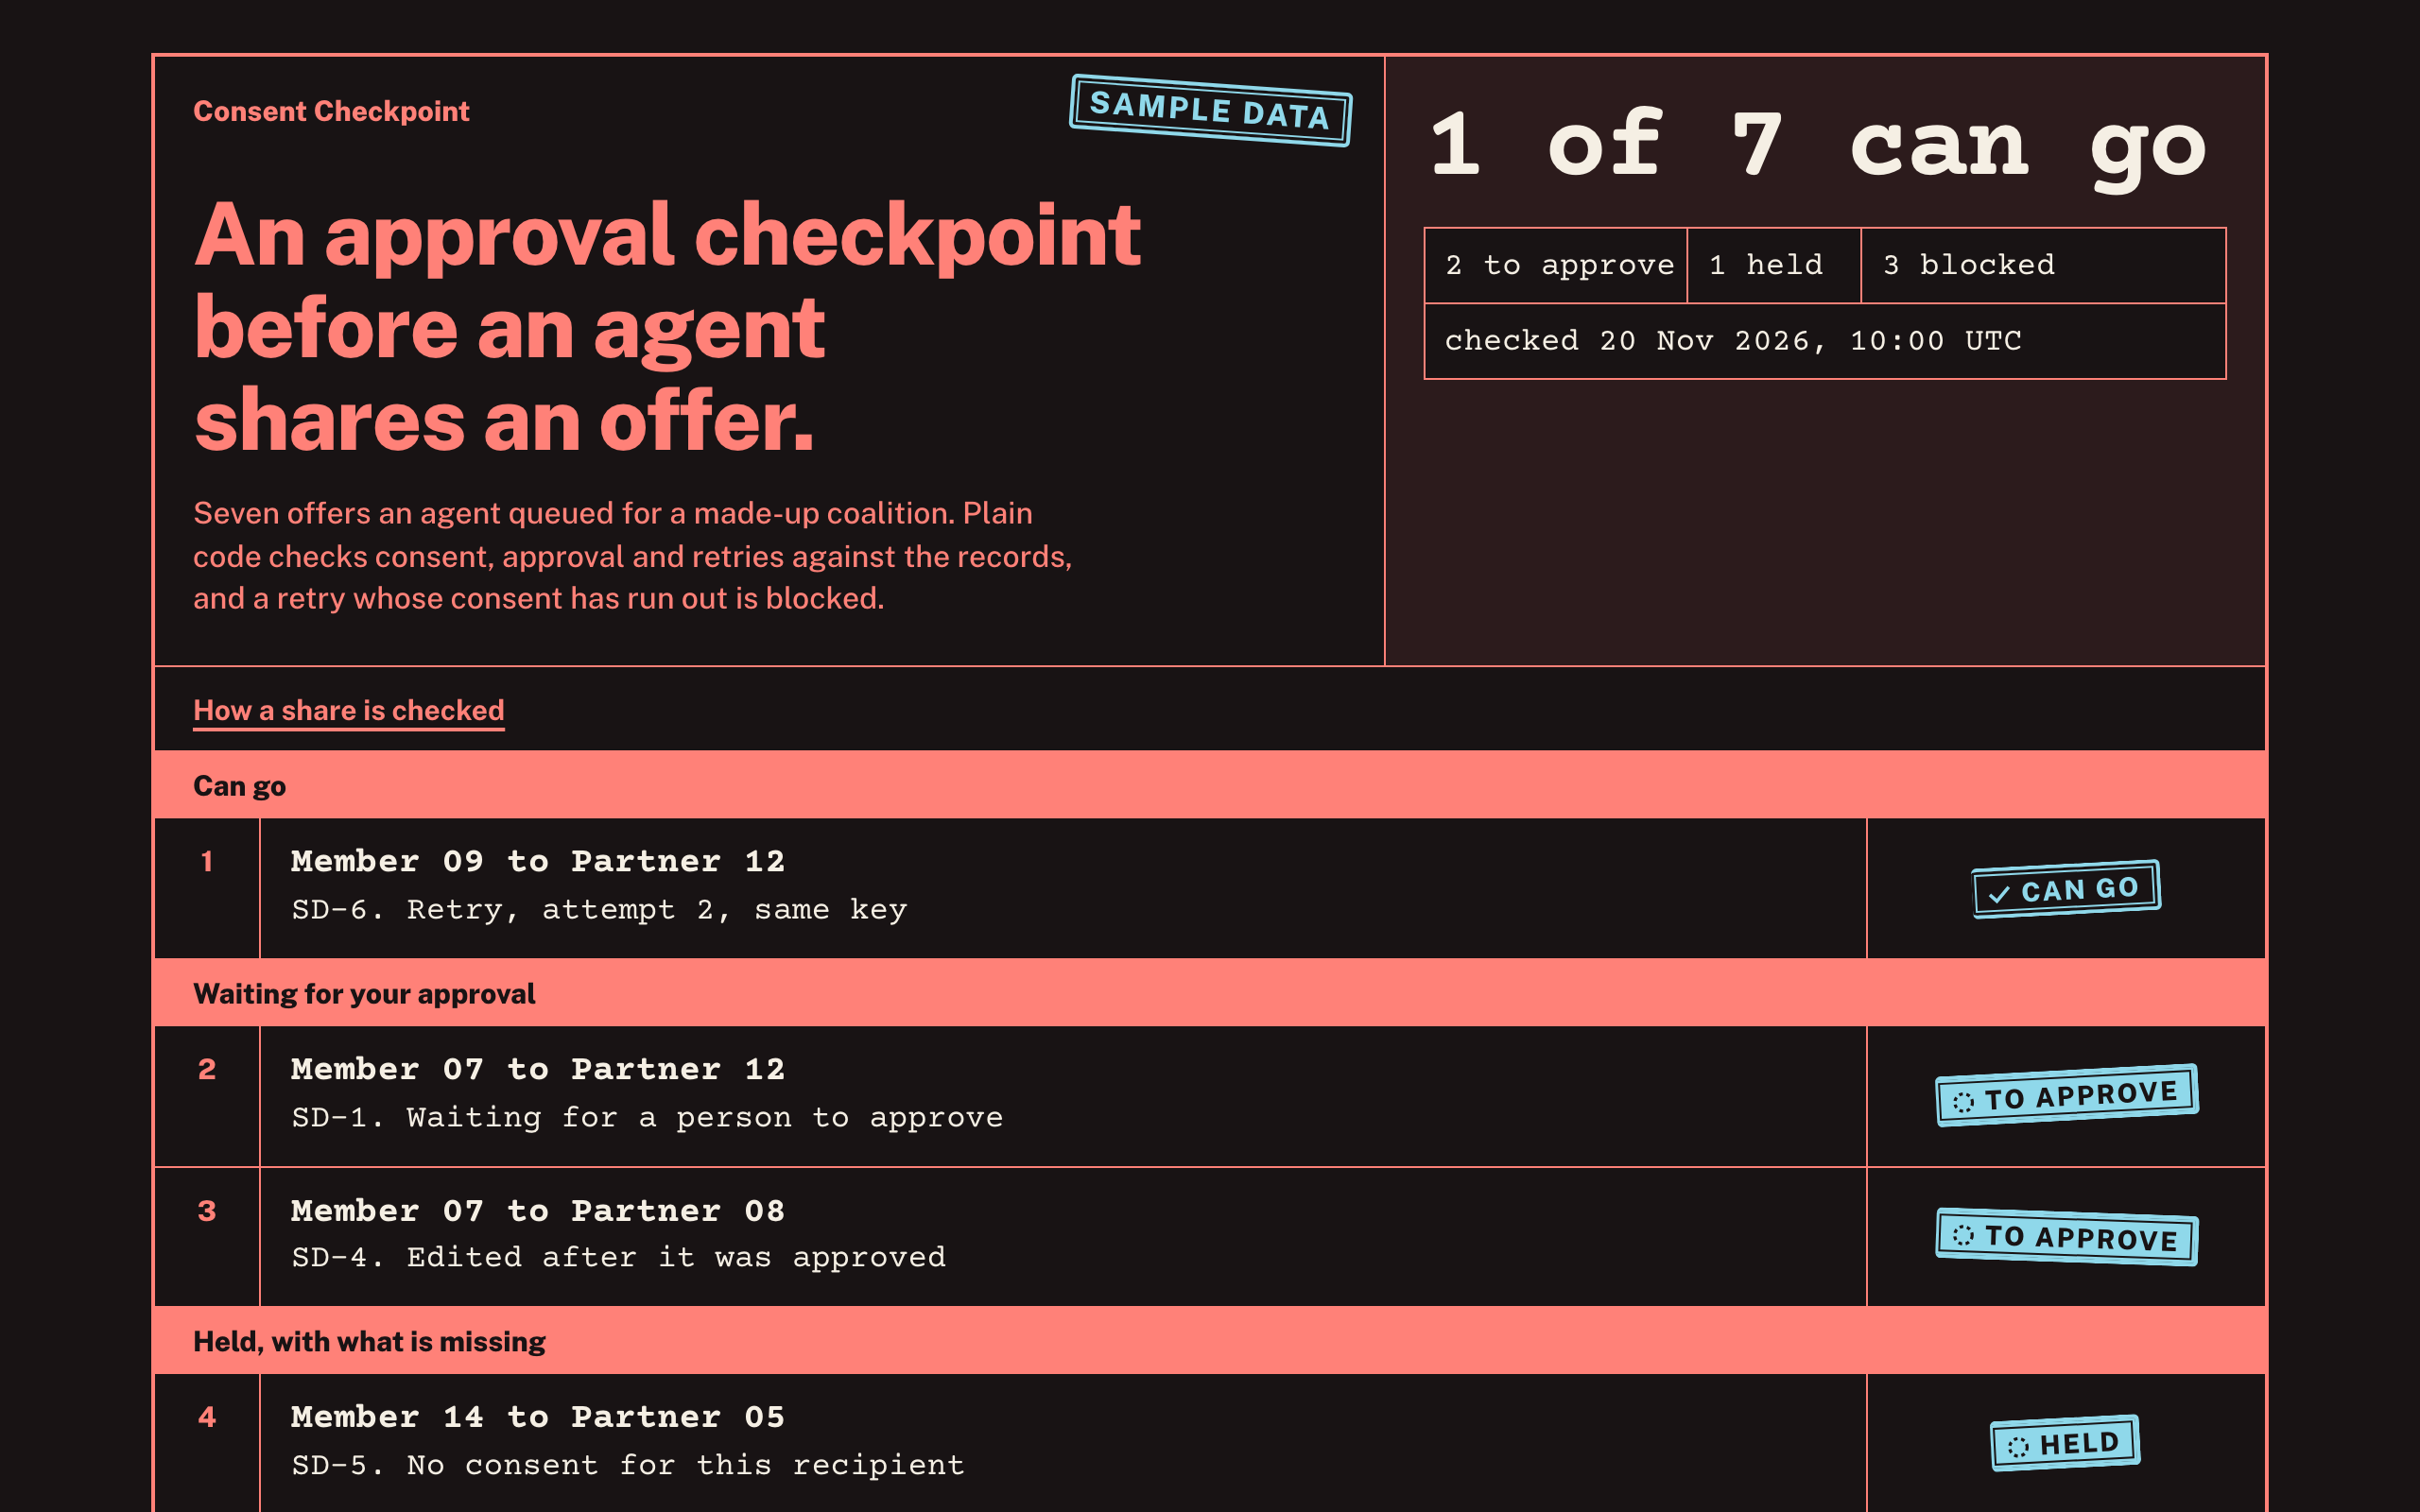 Consent Checkpoint
SAMPLE DATA
An approval checkpoint
before an agent
shares an offer.
Seven offers an agent queued for a made-up coalition. Plain
code checks consent, approval and retries against the records,
and a retry whose consent has run out is blocked.
1 of 7 can go
2 to approve
1 held
3 blocked
checked 20 Nov 2026, 10:00 UTC
How a share is checked
Can go
1
Member 09 to Partner 12
SD-6. Retry, attempt 2, same key
CAN GO
Waiting for your approval
2
Member 07 to Partner 12
SD-1. Waiting for a person to approve
TO APPROVE
3
Member 07 to Partner 08
SD-4. Edited after it was approved
TO APPROVE
Held, with what is missing
4
Member 14 to Partner 05
SD-5. No consent for this recipient
HELD